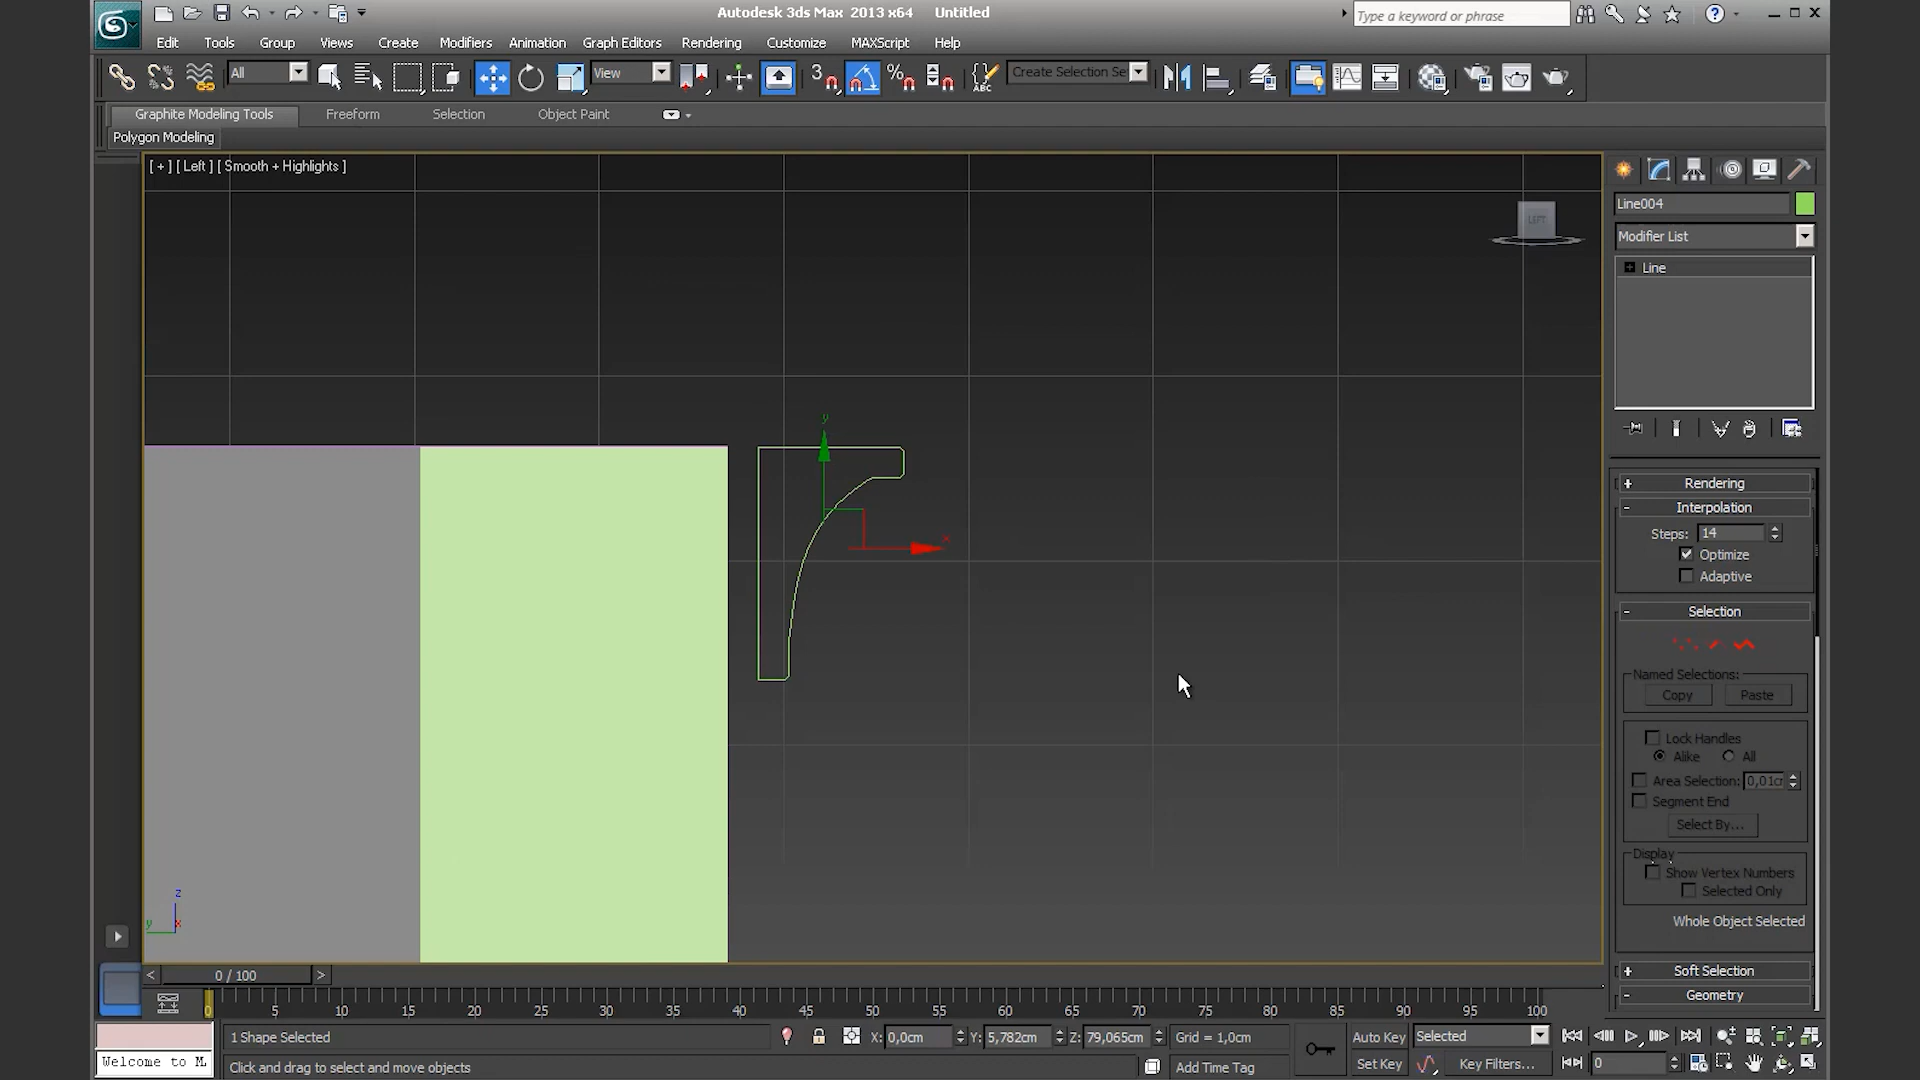 Autodesk 3ds Max 2013 x64 Untitled
Type a keyword or phrase
Edit Tools Group Views Create Modifiers Animation Graph Editors Rendering Customize MAXScript Help
All View Create Selection Se
Graphite Modeling Tools Freeform Selection Object Paint
Polygon Modeling
[ + ] [ Left ] [ Smooth + Highlights ]
LEFT
Line004
Modifier List
Line
Rendering
Interpolation
Steps: 14
Optimize
Adaptive
Selection
Named Selections:
Copy Paste
Lock Handles
Alike All
Area Selection: 0,01c
Segment End
Select By...
Display
Show Vertex Numbers
Selected Only
Whole Object Selected
Soft Selection
Geometry
y
x
z
y x
0 / 100
0 5 10 15 20 25 30 35 40 45 50 55 60 65 70 75 80 85 90 95 100
1 Shape Selected X: 0,0cm Y: 5,782cm Z: 79,065cm Grid = 1,0cm Auto Key Selected
Welcome to M Click and drag to select and move objects Add Time Tag Set Key Key Filters... 0